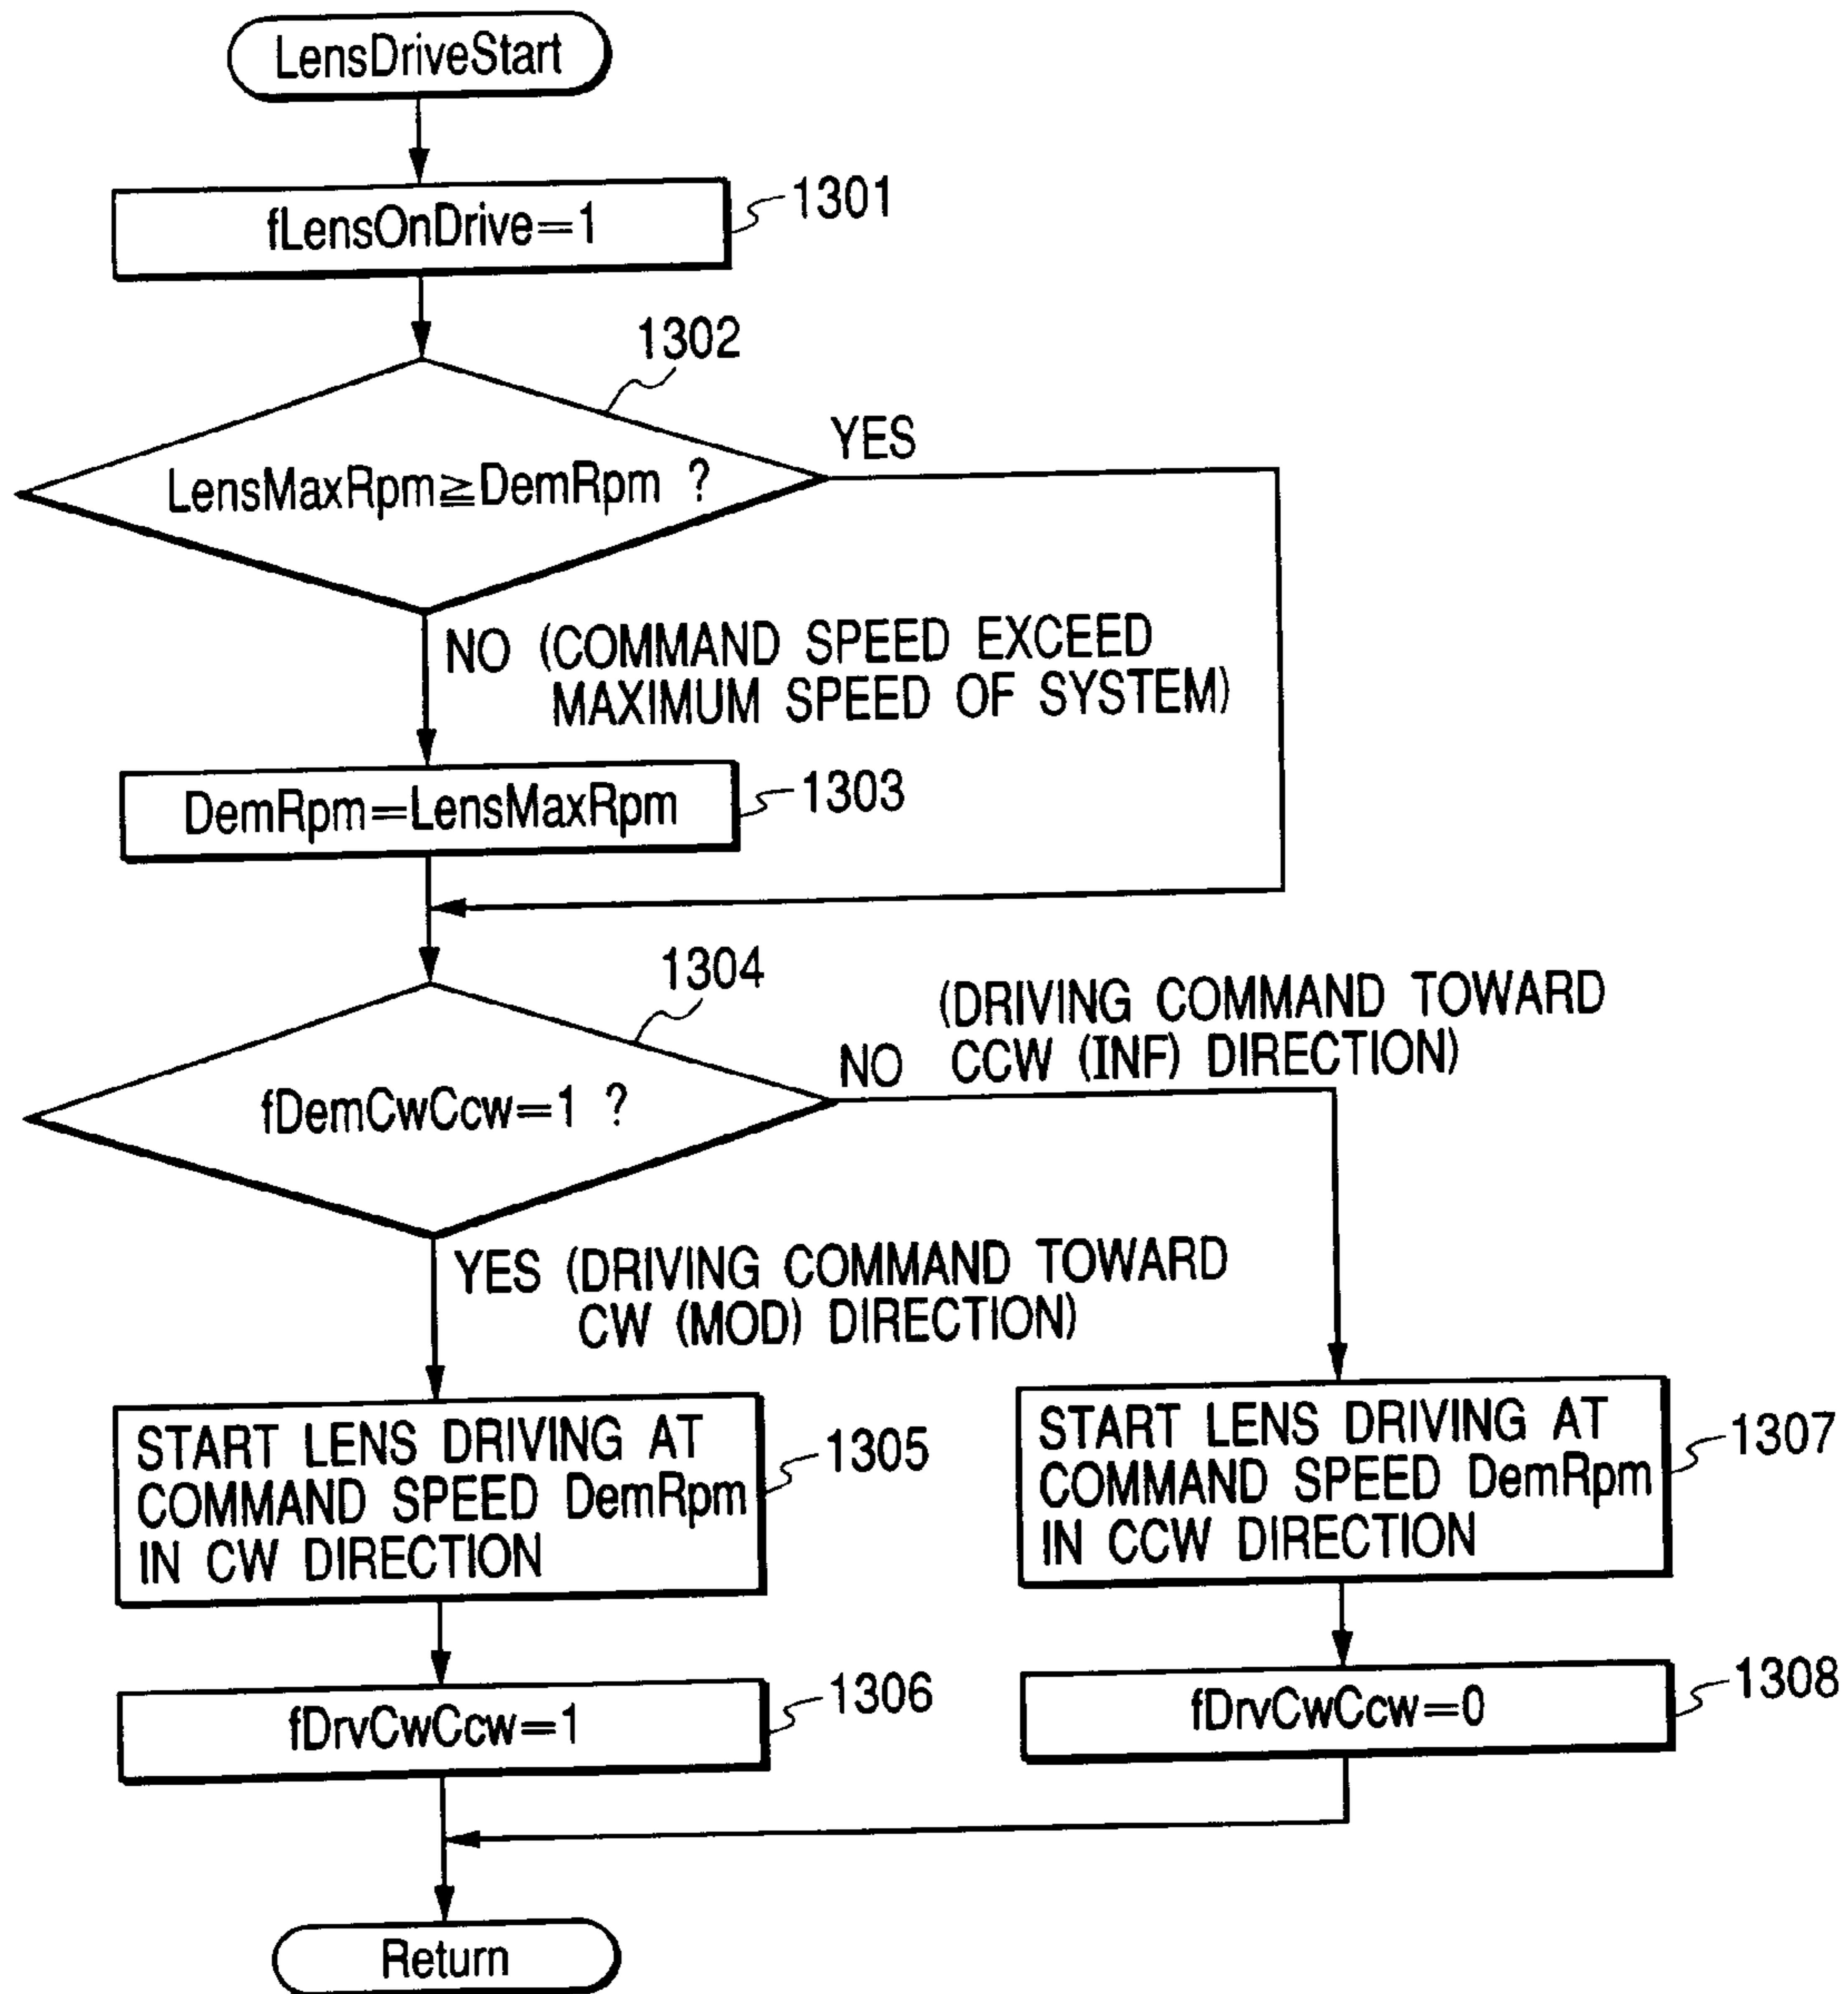 LensDriveStart
fLensOnDrive=1
1301
1302
LensMaxRpm≧DemRpm ?
YES
NO (COMMAND SPEED EXCEED
MAXIMUM SPEED OF SYSTEM)
DemRpm=LensMaxRpm
1303
1304
fDemCwCcw=1 ?
(DRIVING COMMAND TOWARD
NO CCW (INF) DIRECTION)
YES (DRIVING COMMAND TOWARD
CW (MOD) DIRECTION)
START LENS DRIVING AT
COMMAND SPEED DemRpm
IN CW DIRECTION
1305
START LENS DRIVING AT
COMMAND SPEED DemRpm
IN CCW DIRECTION
1307
fDrvCwCcw=1
1306
fDrvCwCcw=0
1308
Return